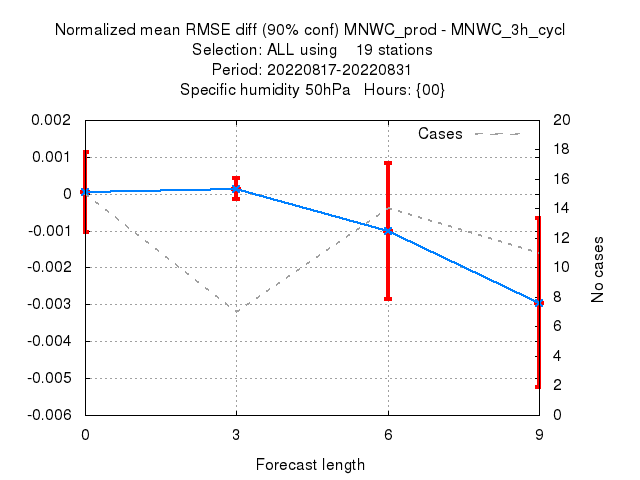 Normalized mean RMSE diff (90% conf) MNWC_prod - MNWC_3h_cycl
Selection: ALL using 19 stations
Period: 20220817-20220831
Specific humidity 50hPa Hours: {00}
Cases
0.002
0.001
0
-0.001
-0.002
-0.003
-0.004
-0.005
-0.006
20
18
16
14
12
10
8
6
4
2
0
No cases
0 3 6 9
Forecast length